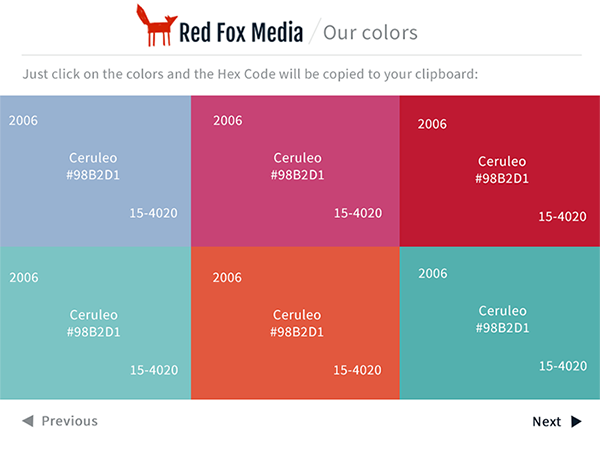 Red Fox Media / Our colors
Just click on the colors and the Hex Code will be copied to your clipboard:
2006
Ceruleo
#98B2D1
15-4020
2006
Ceruleo
#98B2D1
15-4020
2006
Ceruleo
#98B2D1
15-4020
2006
Ceruleo
#98B2D1
15-4020
2006
Ceruleo
#98B2D1
15-4020
2006
Ceruleo
#98B2D1
15-4020
Previous
Next